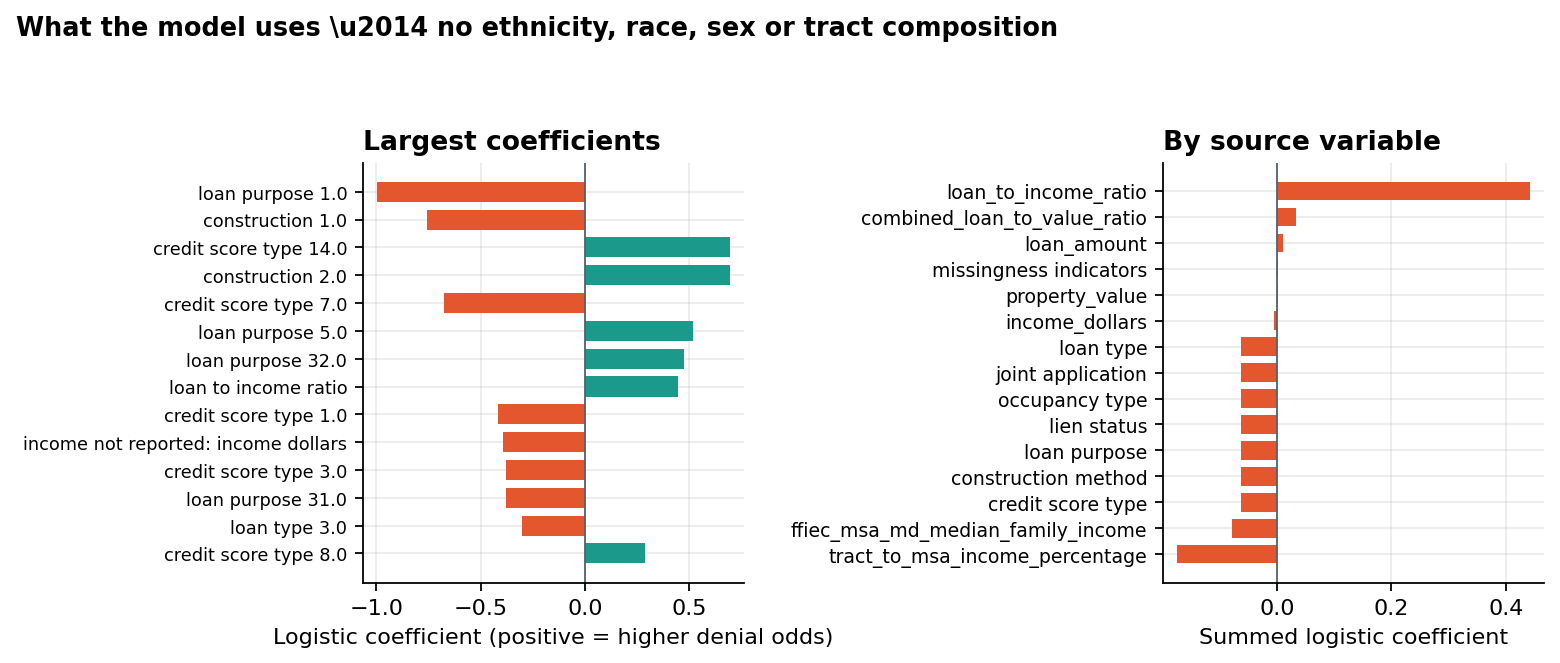 What the model uses \u2014 no ethnicity, race, sex or tract composition
Largest coefficients
loan purpose 1.0
construction 1.0
credit score type 14.0
construction 2.0
credit score type 7.0
loan purpose 5.0
loan purpose 32.0
loan to income ratio
credit score type 1.0
income not reported: income dollars
credit score type 3.0
loan purpose 31.0
loan type 3.0
credit score type 8.0
−1.0 −0.5 0.0 0.5
Logistic coefficient (positive = higher denial odds)
By source variable
loan_to_income_ratio
combined_loan_to_value_ratio
loan_amount
missingness indicators
property_value
income_dollars
loan type
joint application
occupancy type
lien status
loan purpose
construction method
credit score type
ffiec_msa_md_median_family_income
tract_to_msa_income_percentage
0.0 0.2 0.4
Summed logistic coefficient